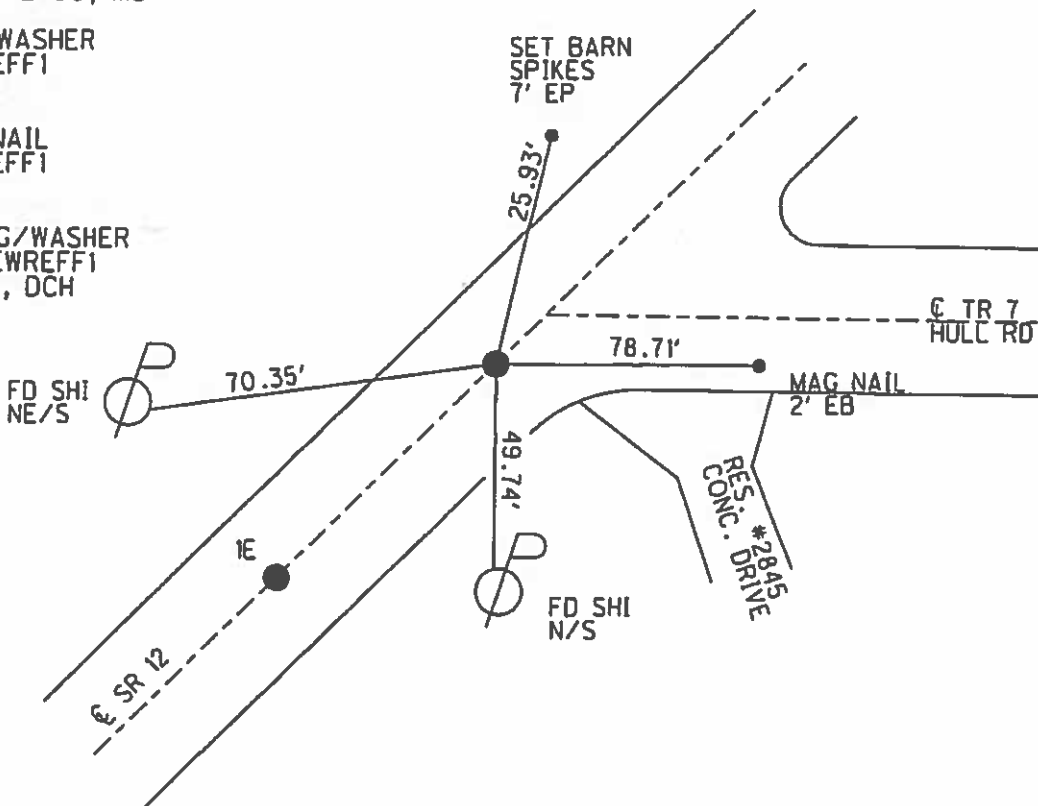 WASHER
EFF1
NAIL
EFF1
G/WASHER
EWREFF1
, DCH
SET BARN
SPIKES
7' EP
25.93'
℄ TR 7
HULL RD
78.71'
MAG NAIL
2' EB
70.35'
FD SHI
NE/S
49.74'
RES. #2845
CONC. DRIVE
1E
FD SHI
N/S
℄ SR 12